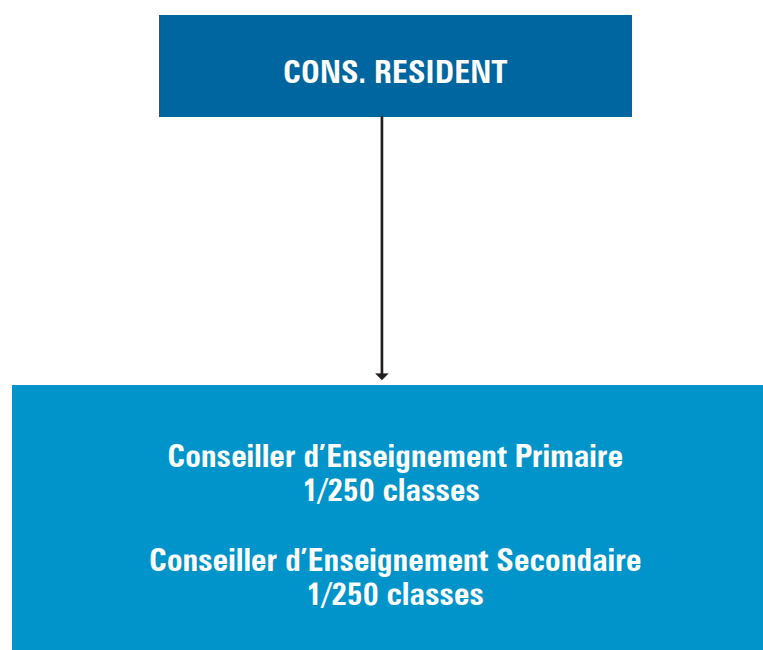 CONS. RESIDENT
Conseiller d'Enseignement Primaire
1/250 classes
Conseiller d'Enseignement Secondaire
1/250 classes